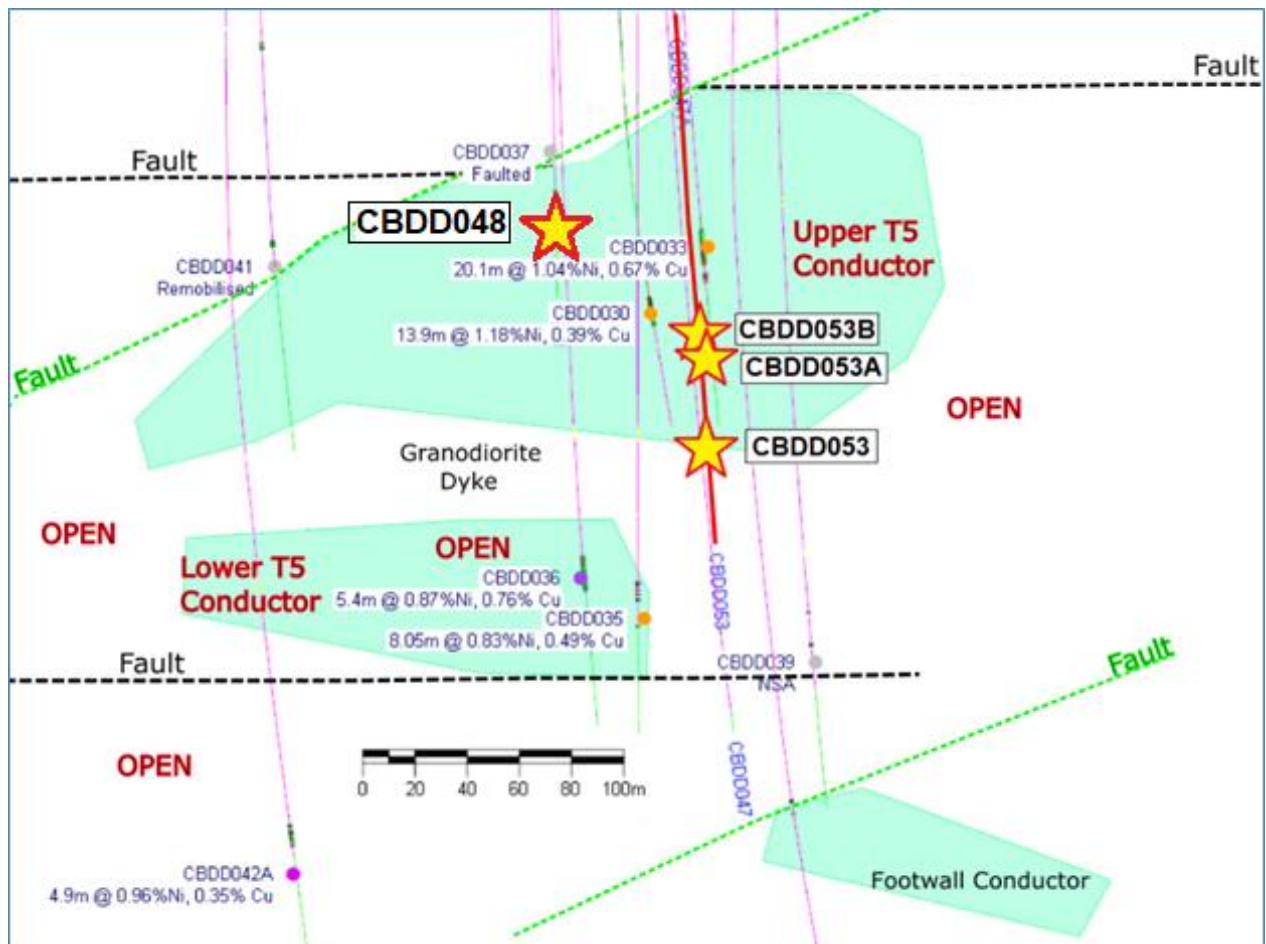 Fault
Fault
CBDD037
Faulted
CBDD048
CBDD033
20.1m @ 1.04%Ni, 0.67% Cu
Upper T5
Conductor
CBDD041
Remobilised
CBDD030
13.9m @ 1.18%Ni, 0.39% Cu
CBDD053B
CBDD053A
Fault
OPEN
CBDD053
Granodiorite
Dyke
OPEN
OPEN
Lower T5
Conductor
CBDD036
5.4m @ 0.87%Ni, 0.76% Cu
CBDD053
CBDD035
8.05m @ 0.83%Ni, 0.49% Cu
Fault
CBDD039
NSA
Fault
OPEN
0 20 40 60 80 100m
CBDD047
CBDD042A
4.9m @ 0.96%Ni, 0.35% Cu
Footwall Conductor